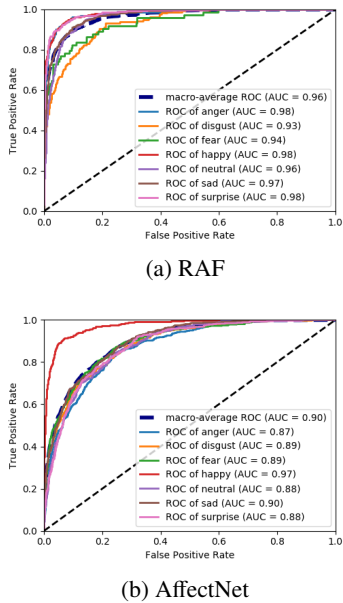 1.0
0.8
0.6
0.4
0.2
0.0
True Positive Rate
macro-average ROC (AUC = 0.96)
ROC of anger (AUC = 0.98)
ROC of disgust (AUC = 0.93)
ROC of fear (AUC = 0.94)
ROC of happy (AUC = 0.98)
ROC of neutral (AUC = 0.96)
ROC of sad (AUC = 0.97)
ROC of surprise (AUC = 0.98)
0.0 0.2 0.4 0.6 0.8 1.0
False Positive Rate
(a) RAF
1.0
0.8
0.6
0.4
0.2
0.0
True Positive Rate
macro-average ROC (AUC = 0.90)
ROC of anger (AUC = 0.87)
ROC of disgust (AUC = 0.89)
ROC of fear (AUC = 0.89)
ROC of happy (AUC = 0.97)
ROC of neutral (AUC = 0.88)
ROC of sad (AUC = 0.90)
ROC of surprise (AUC = 0.88)
0.0 0.2 0.4 0.6 0.8 1.0
False Positive Rate
(b) AffectNet